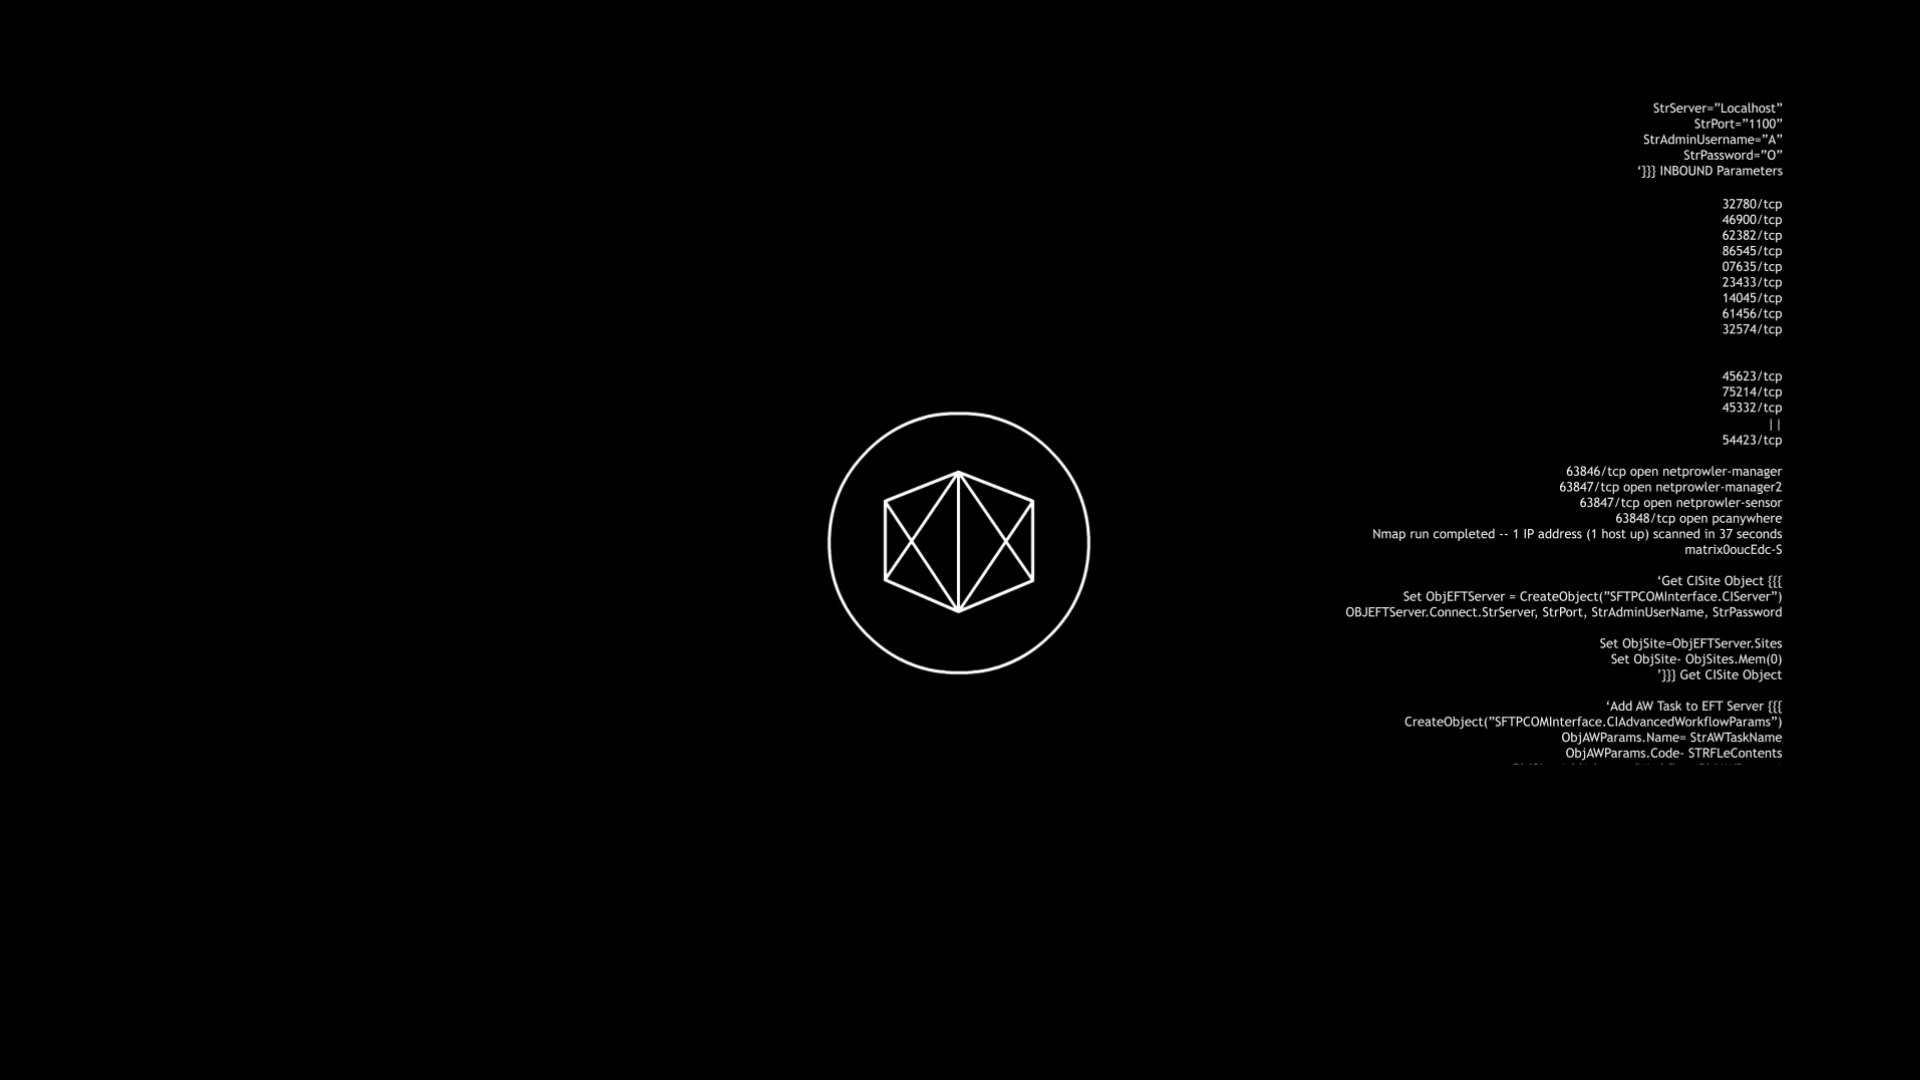 StrServer=”Localhost”
StrPort=”1100”
StrAdminUsername=”A”
StrPassword=”O”
‘}}} INBOUND Parameters
32780/tcp
46900/tcp
62382/tcp
86545/tcp
07635/tcp
23433/tcp
14045/tcp
61456/tcp
32574/tcp
45623/tcp
75214/tcp
45332/tcp
||
54423/tcp
63846/tcp open netprowler-manager
63847/tcp open netprowler-manager2
63847/tcp open netprowler-sensor
63848/tcp open pcanywhere
Nmap run completed -- 1 IP address (1 host up) scanned in 37 seconds
matrix0oucEdc-S
‘Get CISite Object {{{
Set ObjEFTServer = CreateObject(”SFTPCOMInterface.CIServer”)
OBJEFTServer.Connect.StrServer, StrPort, StrAdminUserName, StrPassword
Set ObjSite=ObjEFTServer.Sites
Set ObjSite- ObjSites.Mem(0)
’}}} Get CISite Object
‘Add AW Task to EFT Server {{{
CreateObject(”SFTPCOMInterface.CIAdvancedWorkflowParams”)
ObjAWParams.Name= StrAWTaskName
ObjAWParams.Code- STRFLeContents